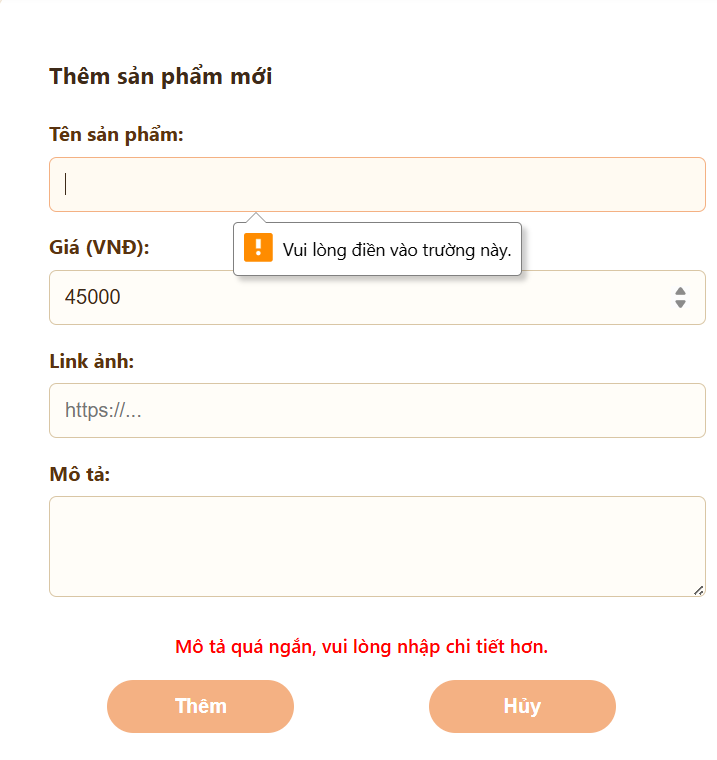 Thêm sản phẩm mới
Tên sản phẩm:
Vui lòng điền vào trường này.
Giá (VNĐ):
45000
Link ảnh:
https://...
Mô tả:
Mô tả quá ngắn, vui lòng nhập chi tiết hơn.
Thêm
Hủy